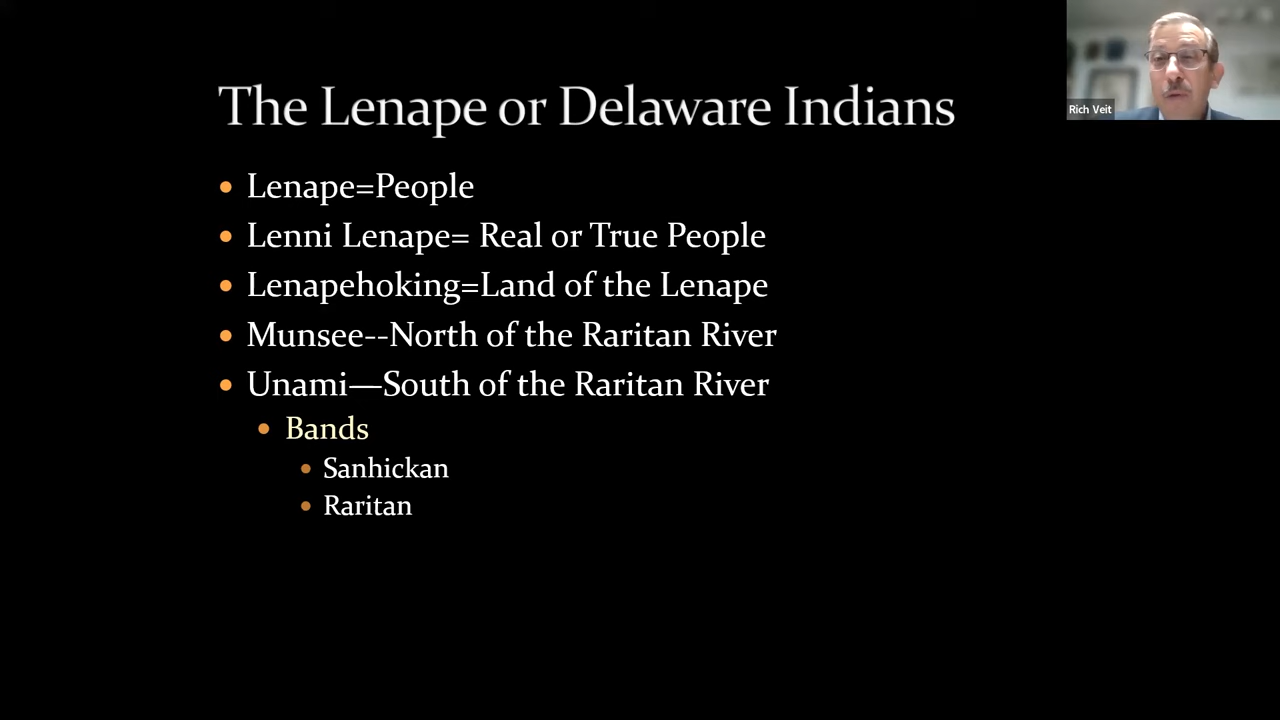 The Lenape or Delaware Indians
Rich Veit
Lenape=People
Lenni Lenape= Real or True People
Lenapehoking=Land of the Lenape
Munsee--North of the Raritan River
Unami—South of the Raritan River
Bands
Sanhickan
Raritan